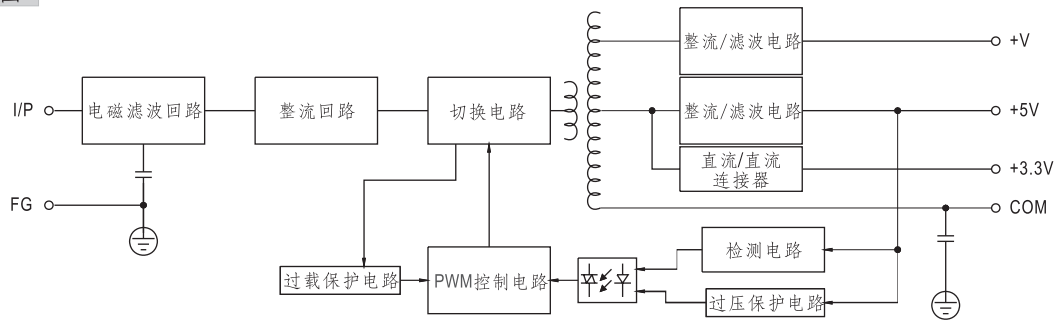 整流/滤波电路
+V
I/P
电磁滤波回路
整流回路
切换电路
整流/滤波电路
+5V
直流/直流
连接器
+3.3V
FG
COM
检测电路
过载保护电路
PWM控制电路
过压保护电路